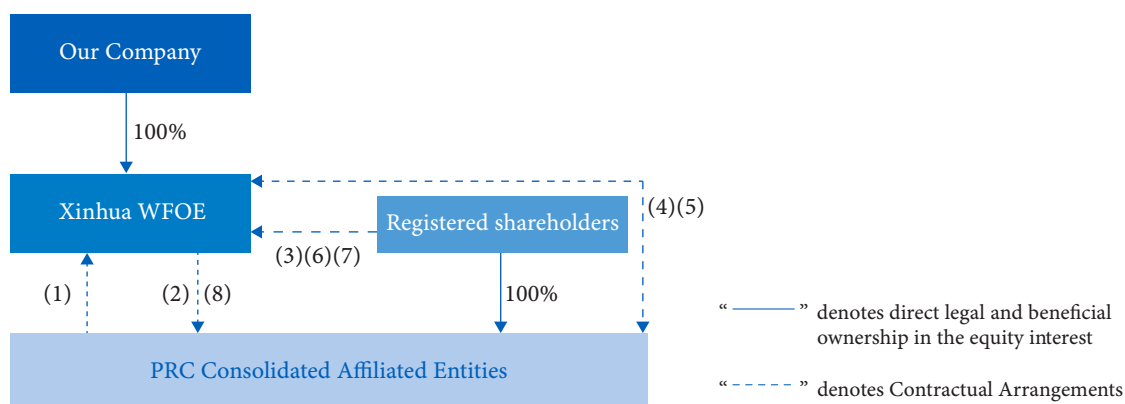 Our Company
100%
Xinhua WFOE
Registered shareholders
(4)(5)
(3)(6)(7)
(1)
(2)
(8)
100%
PRC Consolidated Affiliated Entities
“ ” denotes direct legal and beneficial
ownership in the equity interest
“ ” denotes Contractual Arrangements